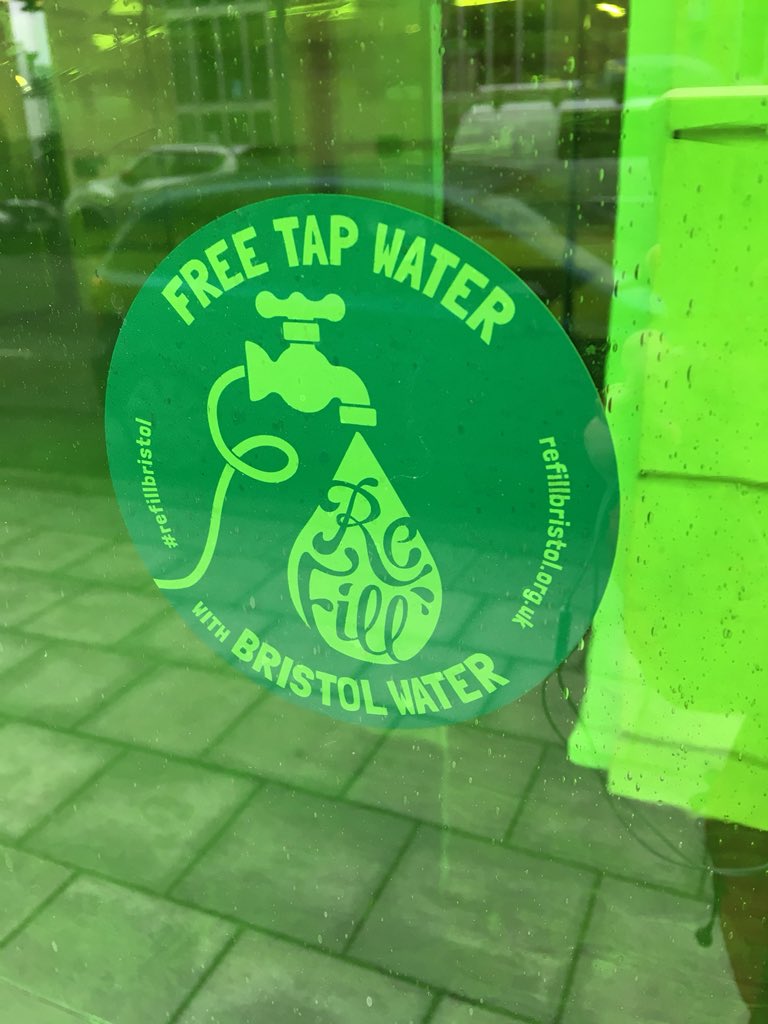 FREE TAP WATER
#refillbristol
refillbristol.org.uk
Re
Fill
WITH BRISTOL WATER